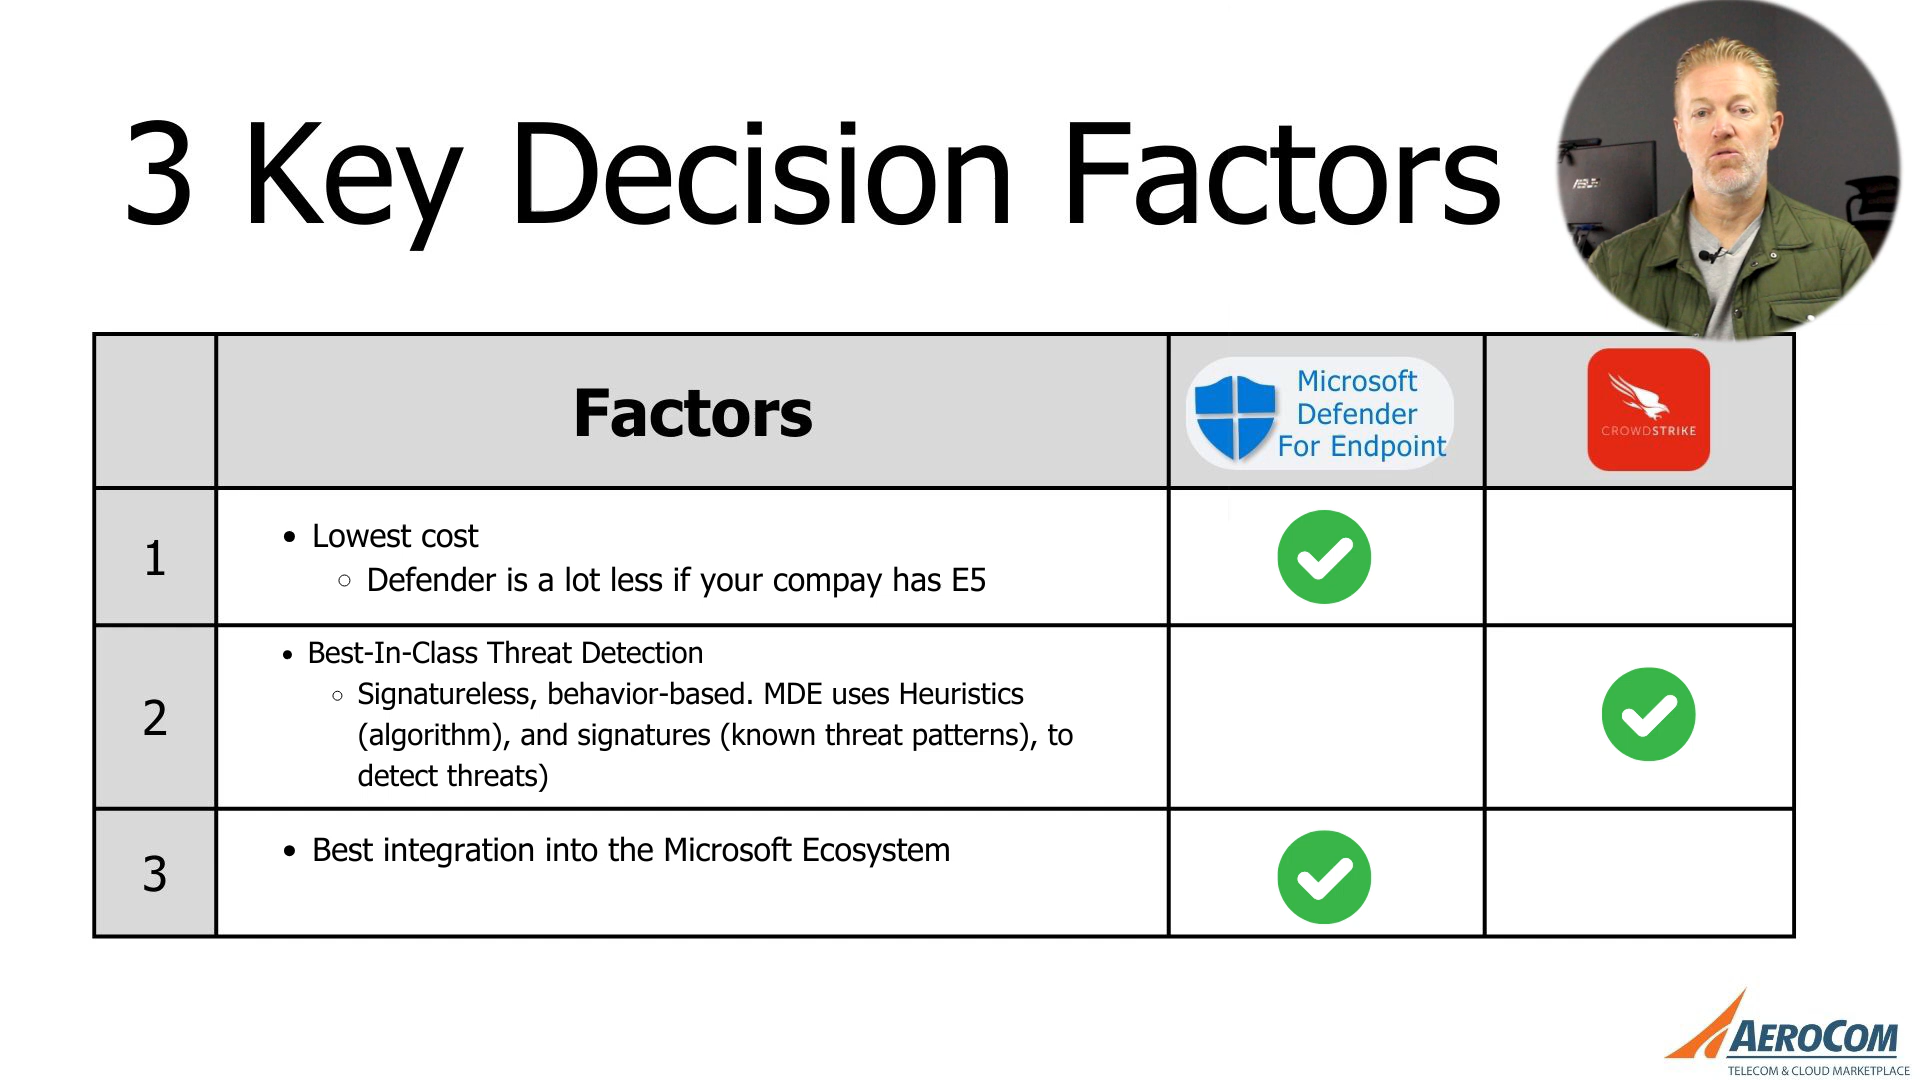 3 Key Decision Factors
Factors
Microsoft
Defender
For Endpoint
CROWDSTRIKE
1
• Lowest cost
○ Defender is a lot less if your compay has E5
2
• Best-In-Class Threat Detection
○ Signatureless, behavior-based. MDE uses Heuristics
(algorithm), and signatures (known threat patterns), to
detect threats)
3
• Best integration into the Microsoft Ecosystem
AEROCOM
TELECOM & CLOUD MARKETPLACE